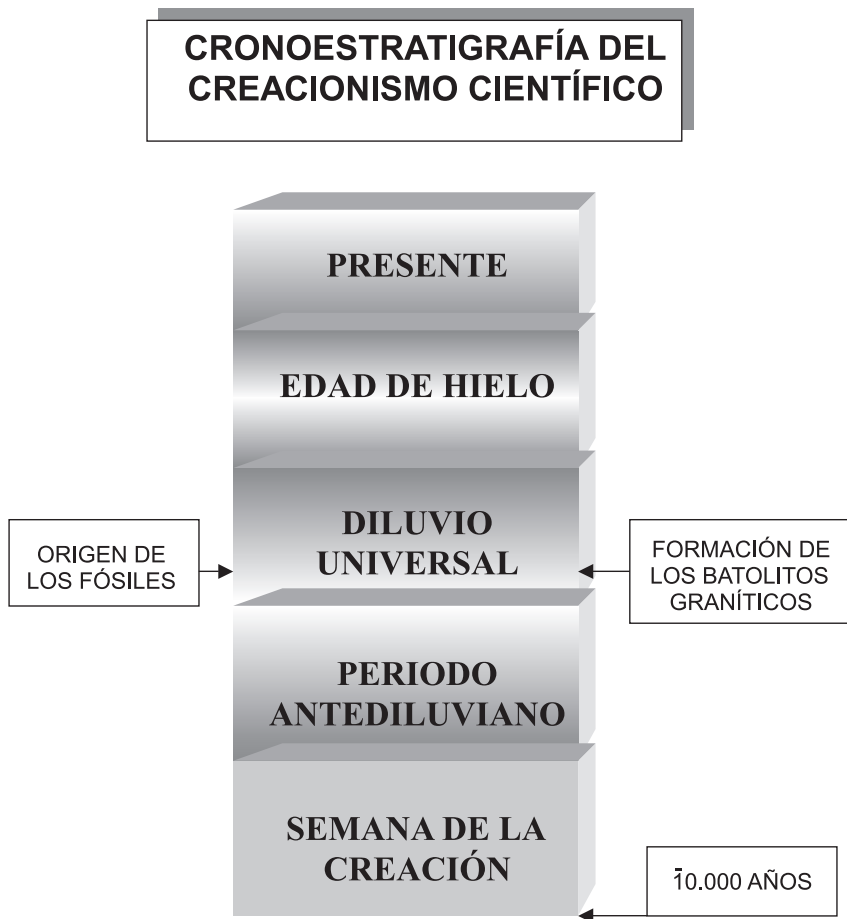 CRONOESTRATIGRAFÍA DEL
CREACIONISMO CIENTÍFICO
PRESENTE
EDAD DE HIELO
DILUVIO
UNIVERSAL
ORIGEN DE
LOS FÓSILES
FORMACIÓN DE
LOS BATOLITOS
GRANÍTICOS
PERIODO
ANTEDILUVIANO
SEMANA DE LA
CREACIÓN
10.000 AÑOS